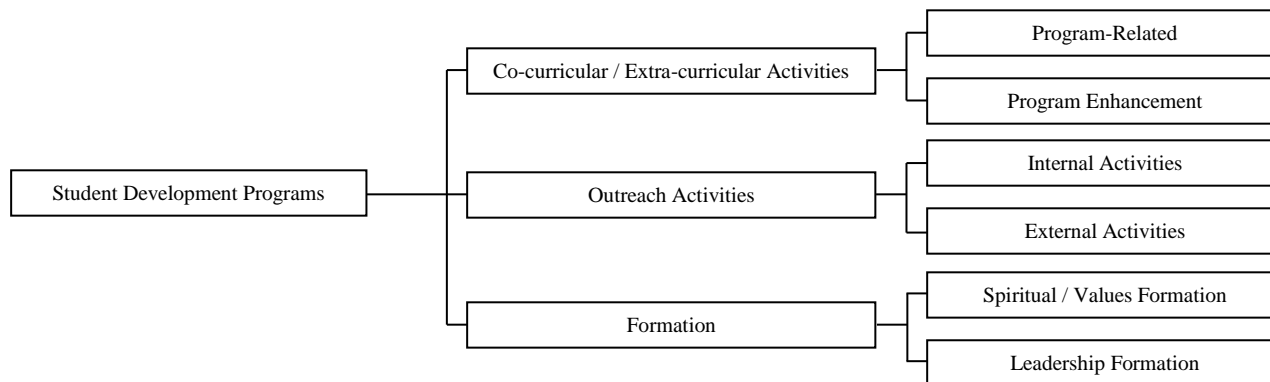 Student Development Programs
Co-curricular / Extra-curricular Activities
Program-Related
Program Enhancement
Outreach Activities
Internal Activities
External Activities
Formation
Spiritual / Values Formation
Leadership Formation